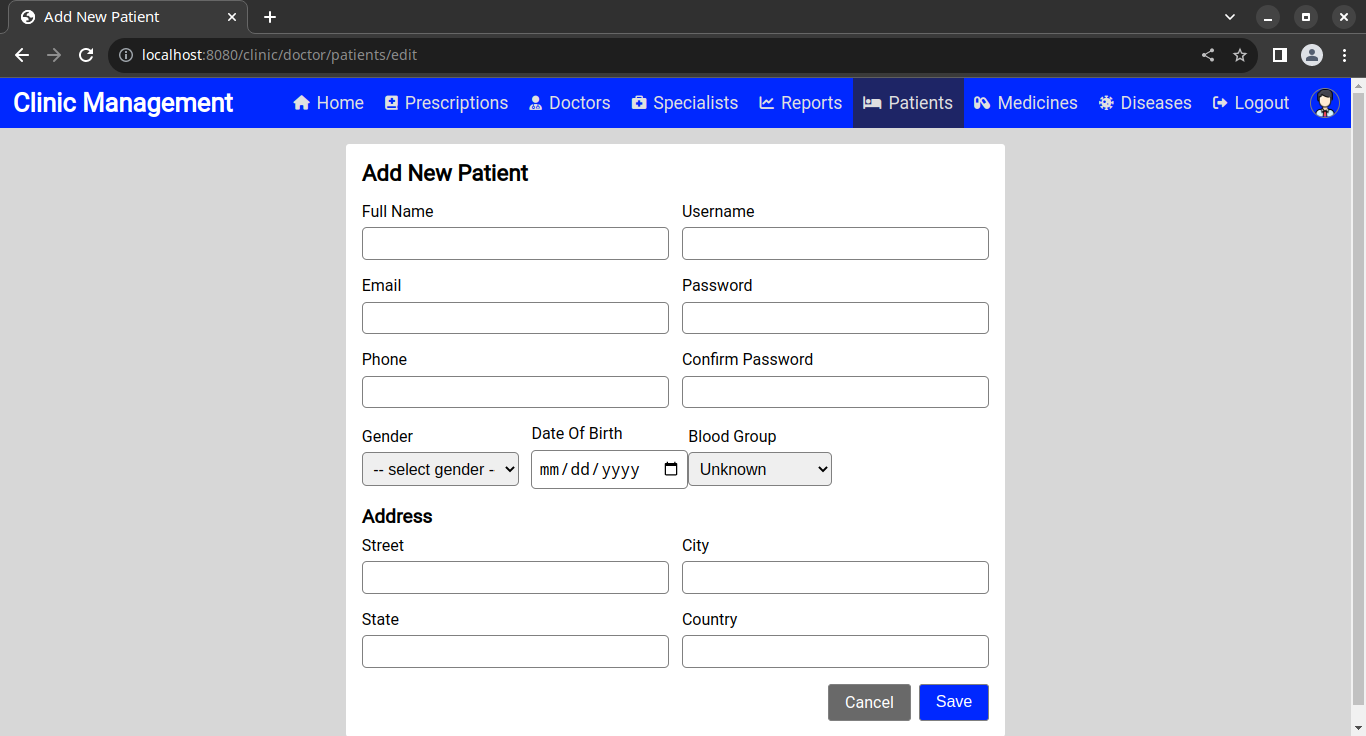 Add New Patient
localhost:8080/clinic/doctor/patients/edit
Clinic Management Home Prescriptions Doctors Specialists Reports Patients Medicines Diseases Logout
Add New Patient
Full Name Username
Email Password
Phone Confirm Password
Gender Date Of Birth Blood Group
-- select gender - mm/dd/yyyy Unknown
Address
Street City
State Country
Cancel Save